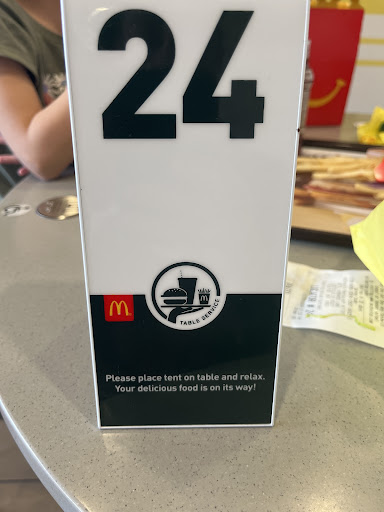 24
TABLE SERVICE
Please place tent on table and relax.
Your delicious food is on its way!